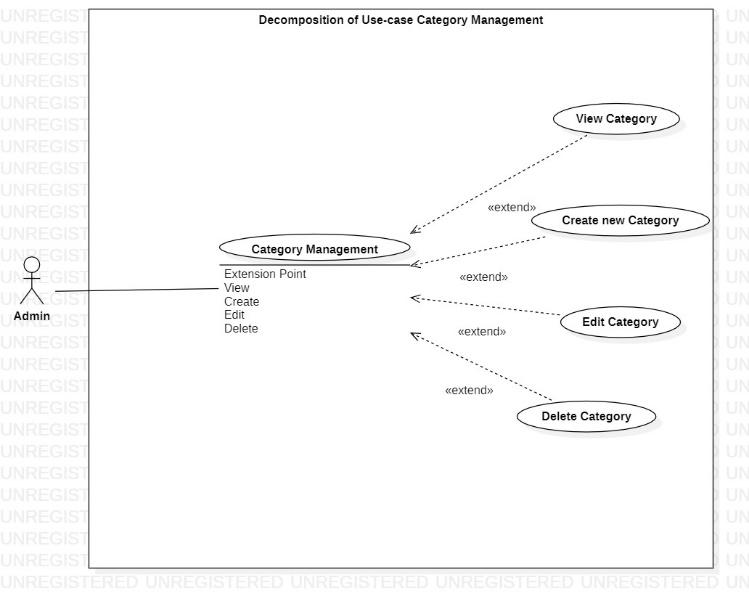 Decomposition of Use-case Category Management
View Category
«extend»
Create new Category
Category Management
Extension Point
View
Create
Edit
Delete
«extend»
Admin
Edit Category
«extend»
«extend»
Delete Category
UNREGISTERED UNREGISTERED UNREGISTERED UNREGISTERED UNREGISTERED UN